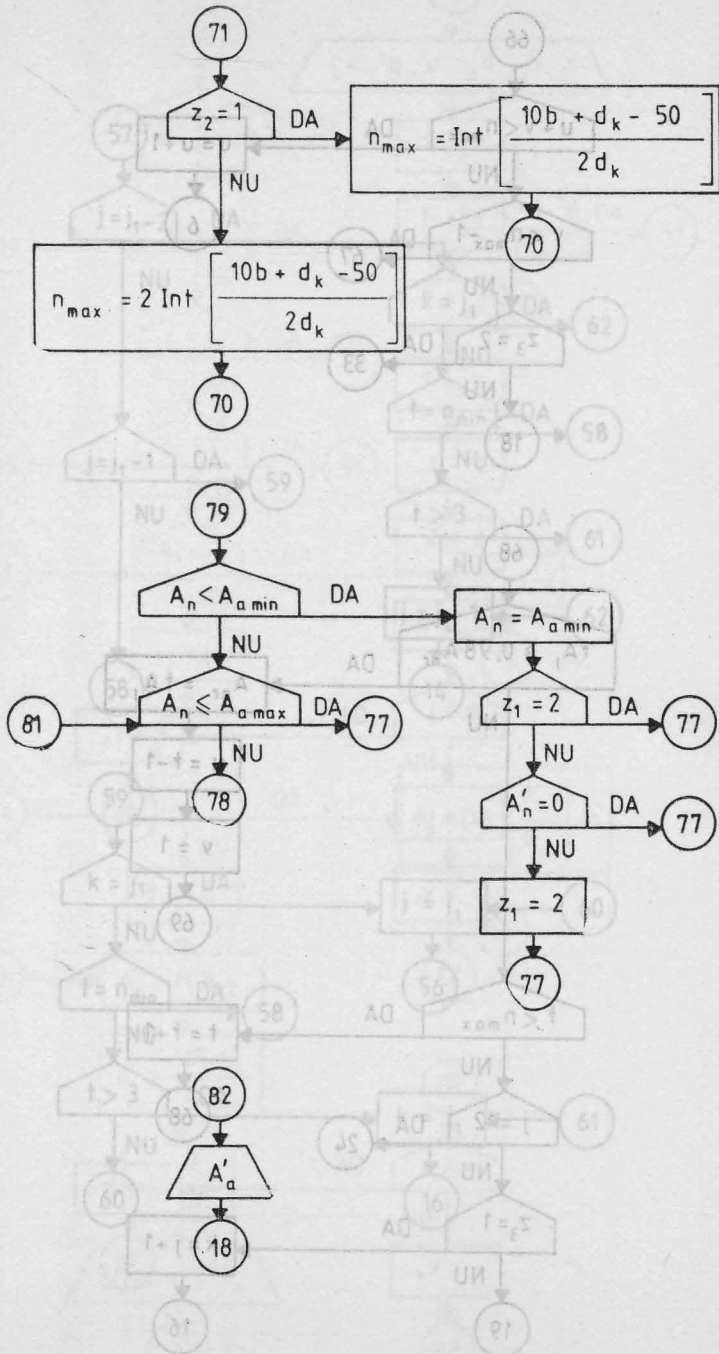 71
z₂ = 1
DA
n_max = Int [ (10b + d_k - 50) / (2d_k) ]
NU
70
n_max = 2 Int [ (10b + d_k - 50) / (2d_k) ]
70
79
A_n < A_a min
DA
A_n = A_a min
NU
81
A_n ⩽ A_a max
DA
77
z₁ = 2
DA
77
NU
78
NU
A'_n = 0
DA
77
NU
z₁ = 2
77
82
A'_a
18